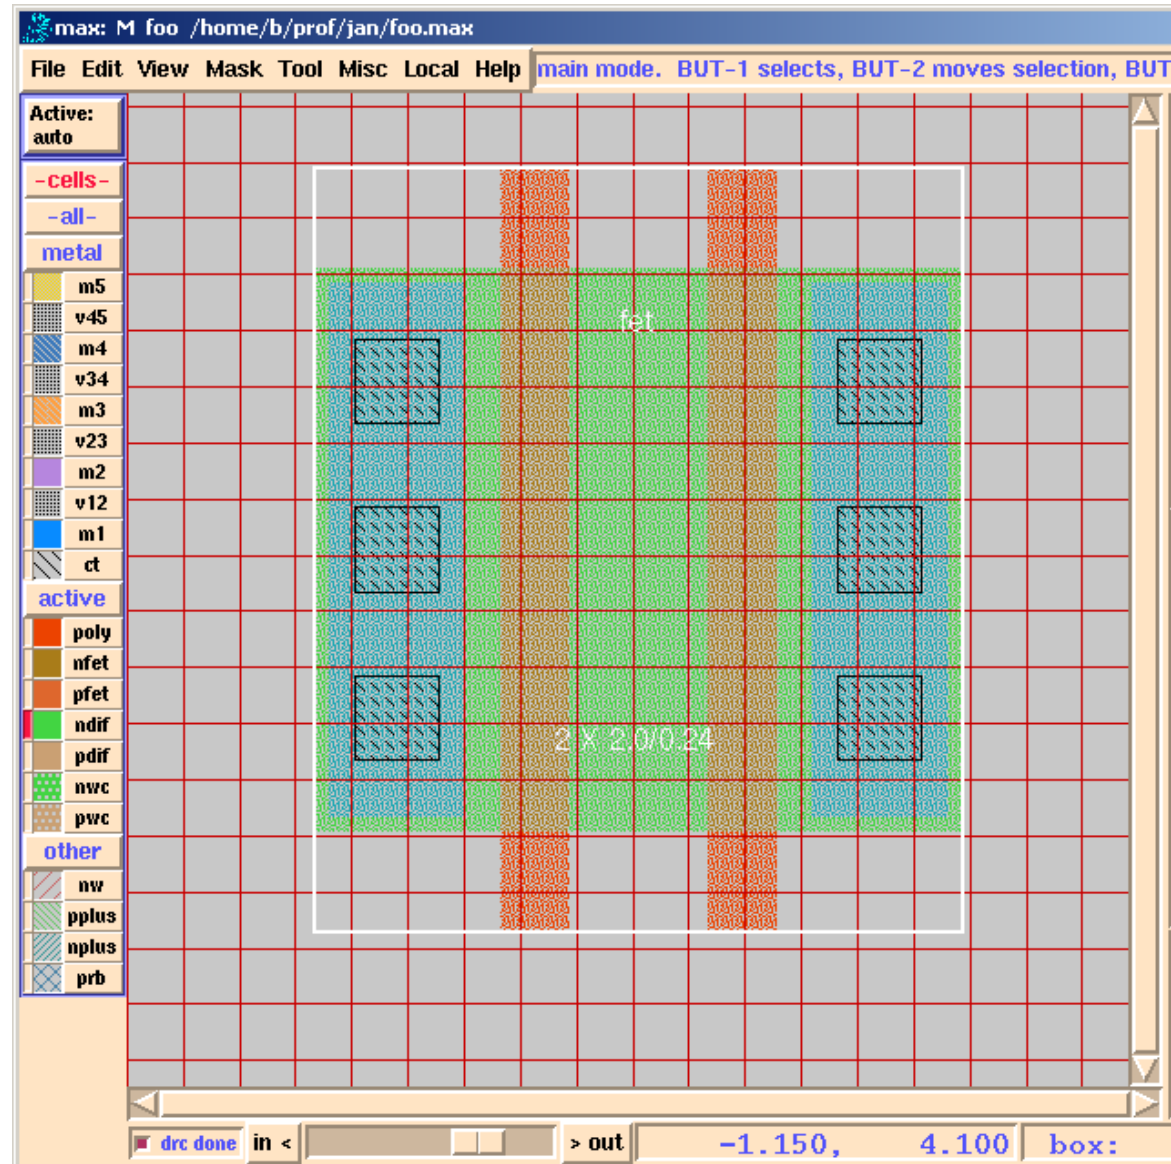 max: M foo /home/b/prof/jan/foo.max
File Edit View Mask Tool Misc Local Help main mode. BUT-1 selects, BUT-2 moves selection, BUT
Active:
auto
-cells-
-all-
metal
m5
v45
m4
v34
m3
v23
m2
v12
m1
ct
active
poly
nfet
pfet
ndif
pdif
nwc
pwc
other
nw
pplus
nplus
prb
fet
2 X 2.0/0.24
drc done in < > out -1.150, 4.100 box: